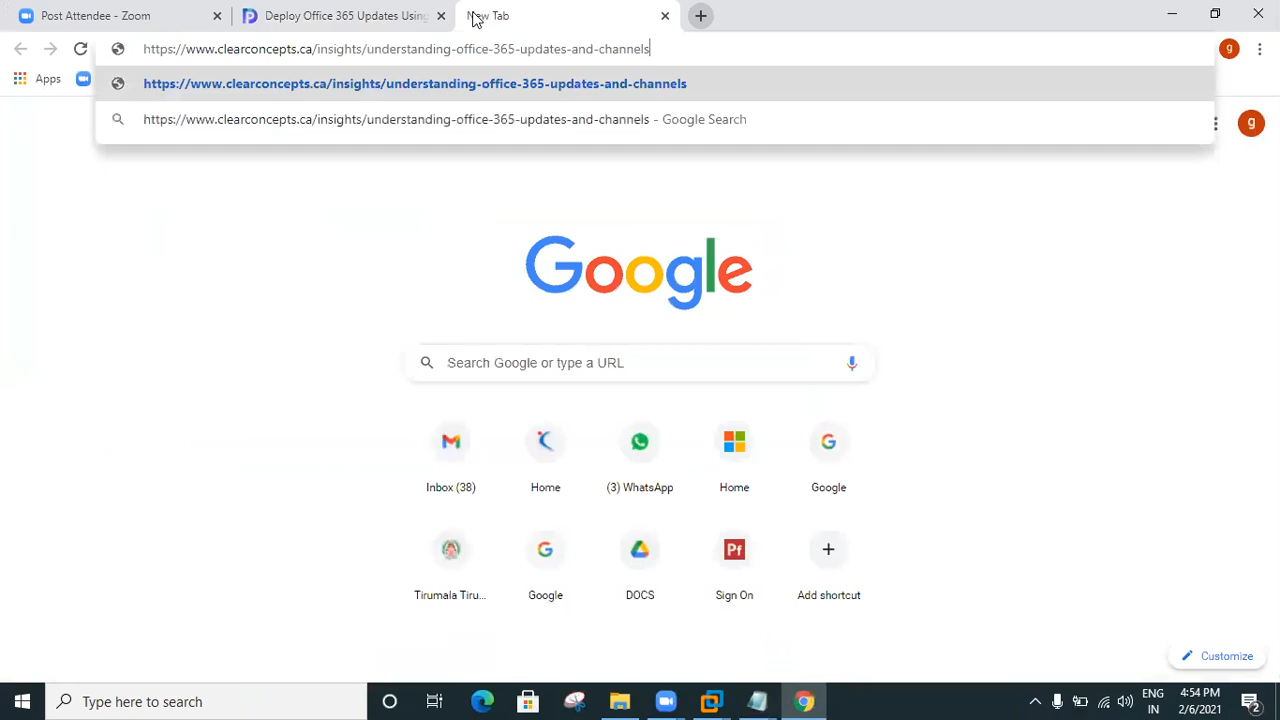 Post Attendee - Zoom
Deploy Office 365 Updates Using
New Tab
https://www.clearconcepts.ca/insights/understanding-office-365-updates-and-channels
g
Apps
https://www.clearconcepts.ca/insights/understanding-office-365-updates-and-channels
https://www.clearconcepts.ca/insights/understanding-office-365-updates-and-channels - Google Search
g
Google
Search Google or type a URL
Inbox (38)
Home
(3) WhatsApp
Home
Google
Pf
Tirumala Tiru...
Google
DOCS
Sign On
Add shortcut
Customize
Type here to search
ENG
IN
4:54 PM
2/6/2021
2